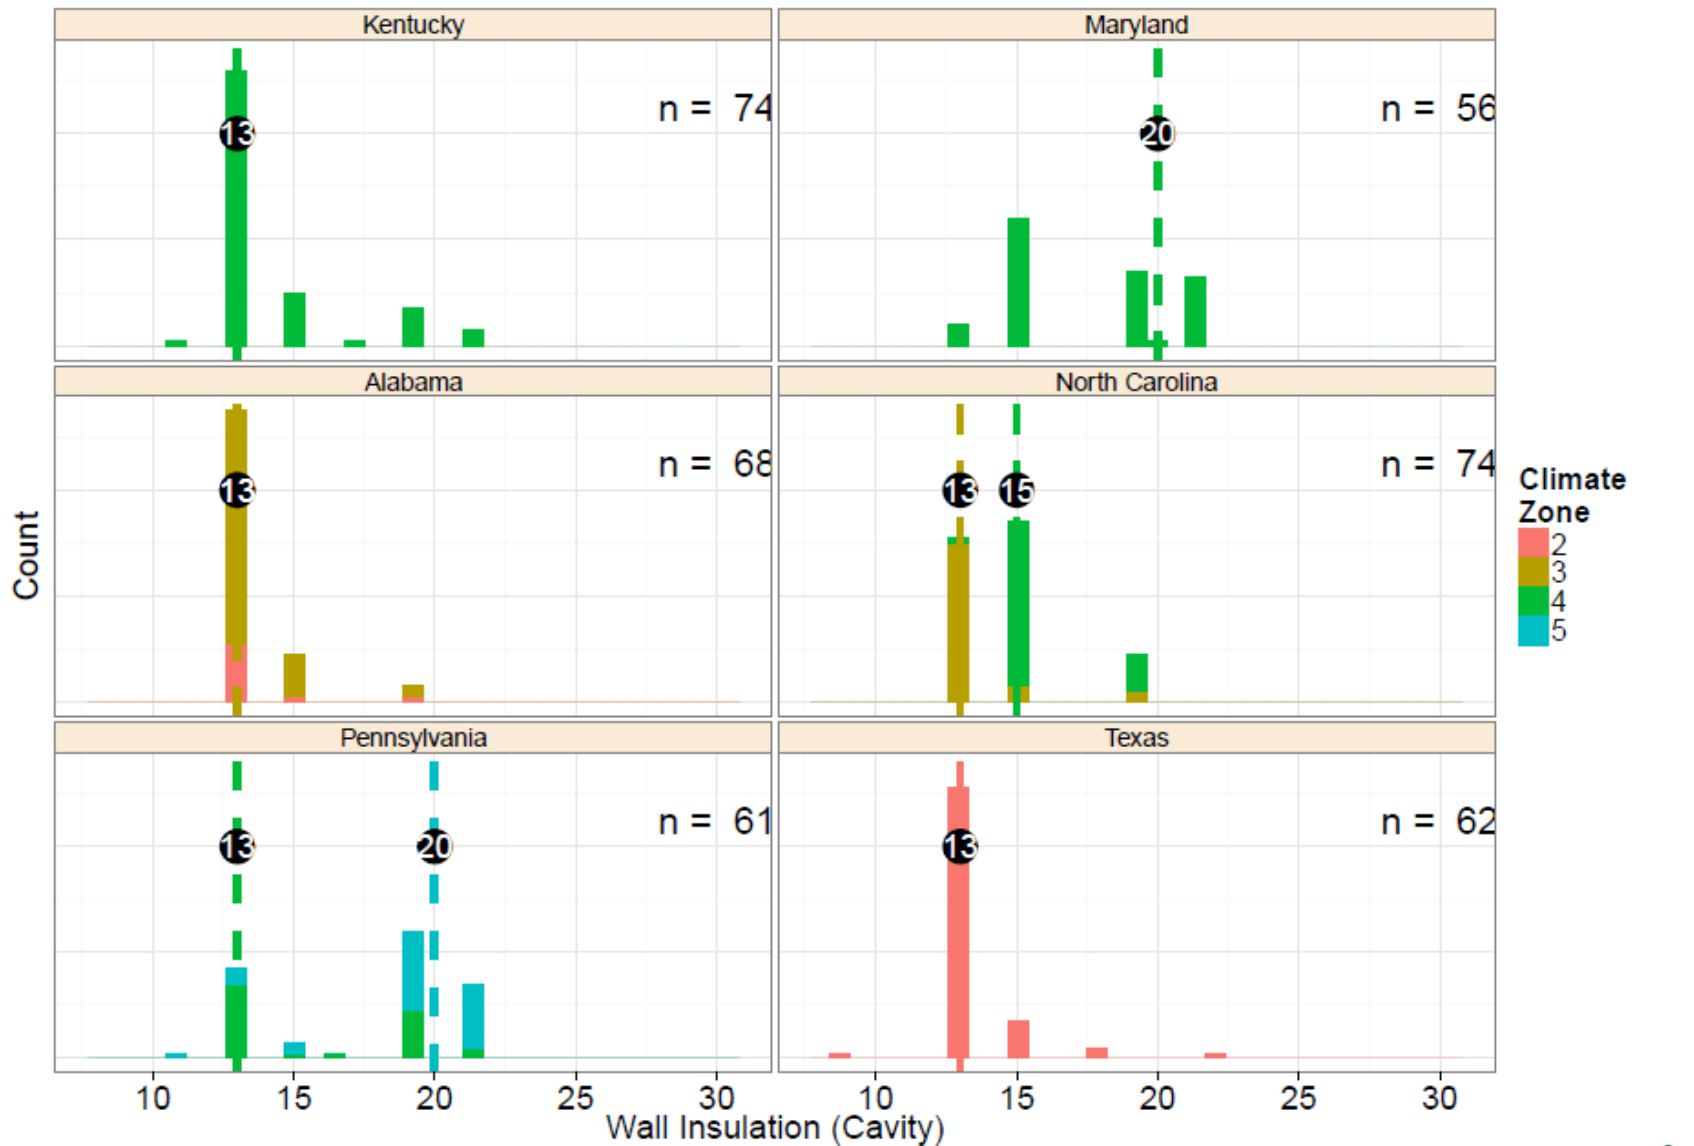 Kentucky
Maryland
n = 74
n = 56
13
20
Alabama
North Carolina
n = 68
n = 74
13
13
15
Climate
Zone
2
3
4
5
Count
Pennsylvania
Texas
n = 61
n = 62
13
20
13
10
15
20
25
30
10
15
20
25
30
Wall Insulation (Cavity)